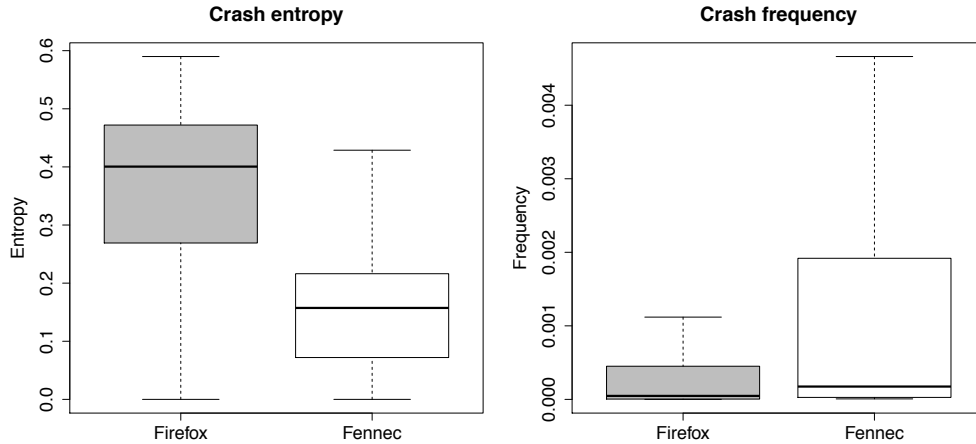 Crash entropy
Entropy
0.6
0.5
0.4
0.3
0.2
0.1
0.0
Firefox
Fennec
Crash frequency
Frequency
0.004
0.003
0.002
0.001
0.000
Firefox
Fennec